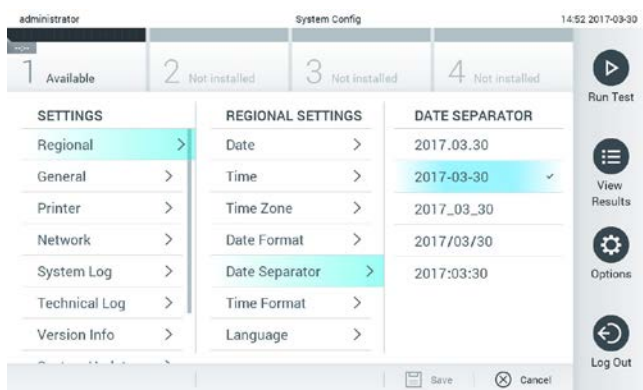 administrator System Config 14:52 2017-03-30
1 Available 2 Not installed 3 Not installed 4 Not installed
Run Test
View
Results
Options
Log Out
SETTINGS
Regional
General
Printer
Network
System Log
Technical Log
Version Info
REGIONAL SETTINGS
Date
Time
Time Zone
Date Format
Date Separator
Time Format
Language
DATE SEPARATOR
2017.03.30
2017-03-30
2017_03_30
2017/03/30
2017:03:30
Save Cancel